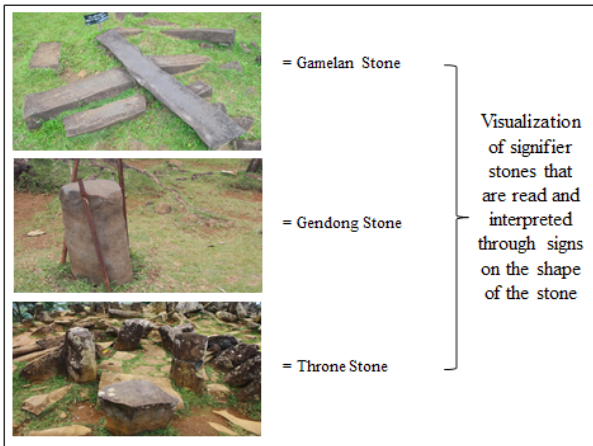 = Gamelan Stone
= Gendong Stone
= Throne Stone
Visualization
of signifier
stones that
are read and
interpreted
through signs
on the shape
of the stone